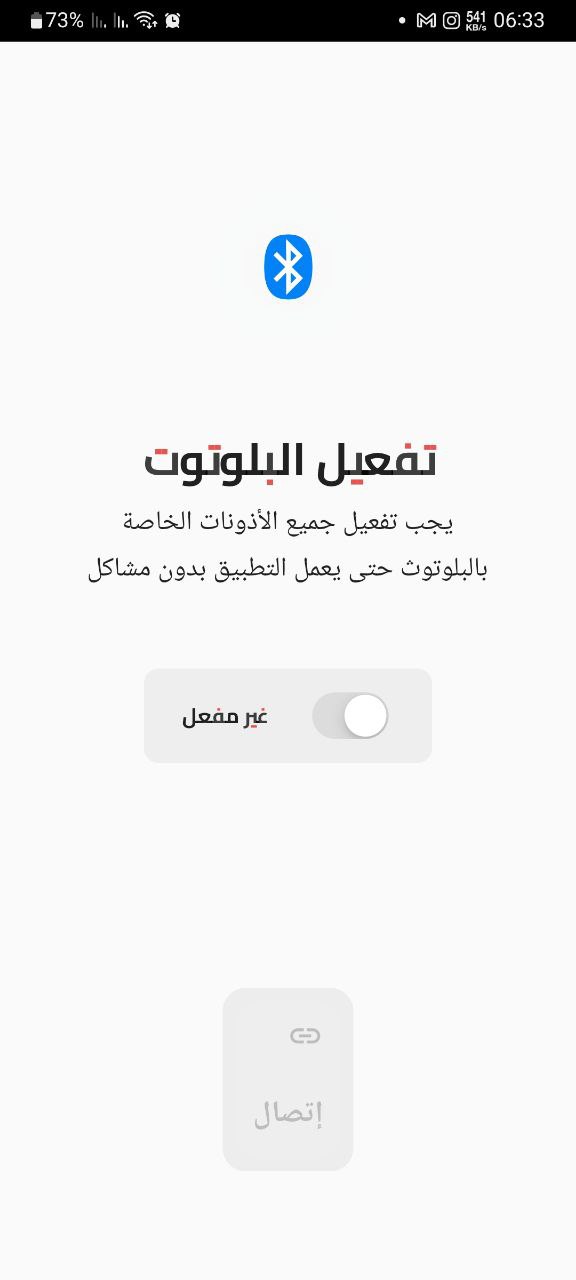 73%
541 KB/s 06:33
تفعيل البلوتوت
يجب تفعيل جميع الأذونات الخاصة
بالبلوتوث حتى يعمل التطبيق بدون مشاكل
غير مفعل
إتصال